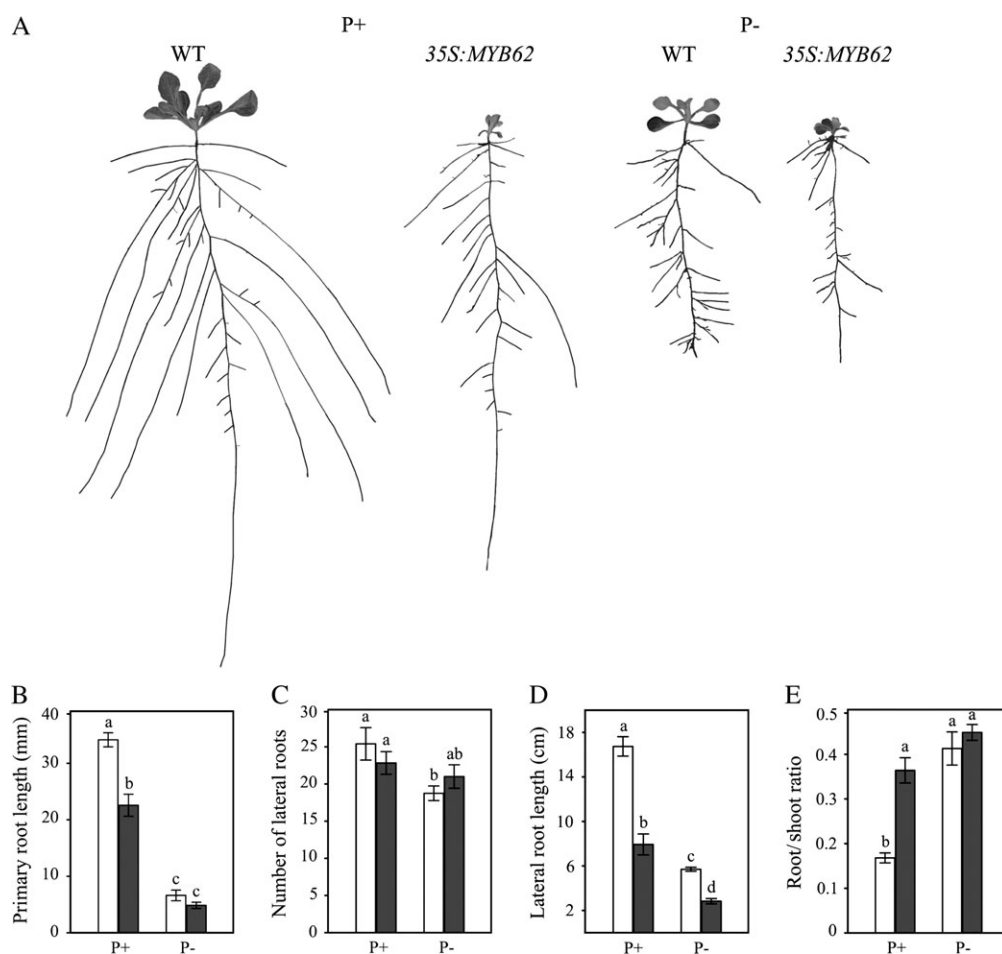 A
P+
P-
WT
35S:MYB62
WT
35S:MYB62
B
Primary root length (mm)
40
30
20
10
0
a
b
c
c
P+
P-
C
Number of lateral roots
30
25
20
15
10
5
0
a
a
b
ab
P+
P-
D
Lateral root length (cm)
18
14
10
6
2
a
b
c
d
P+
P-
E
Root/ shoot ratio
0.5
0.4
0.3
0.2
0.1
0
b
a
a
a
P+
P-